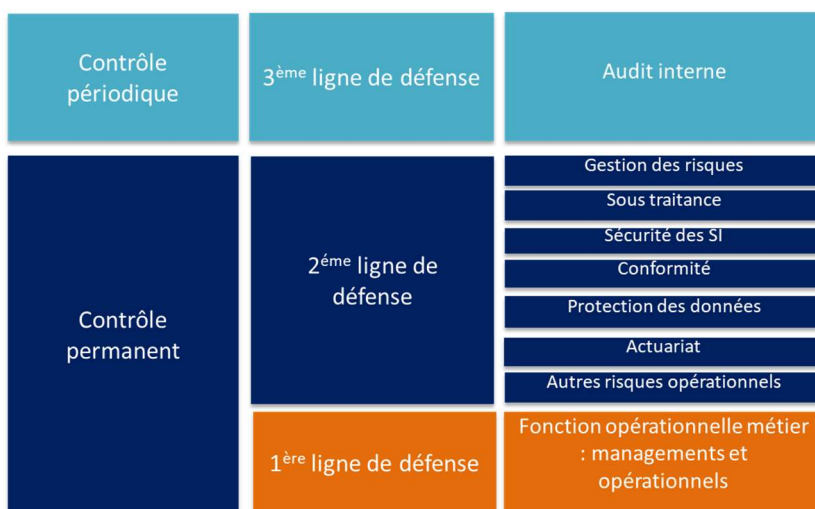 Contrôle
périodique
3ème ligne de défense
Audit interne
Contrôle
permanent
2éme ligne de
défense
Gestion des risques
Sous traitance
Sécurité des SI
Conformité
Protection des données
Actuariat
Autres risques opérationnels
1ère ligne de défense
Fonction opérationnelle métier
: managements et
opérationnels